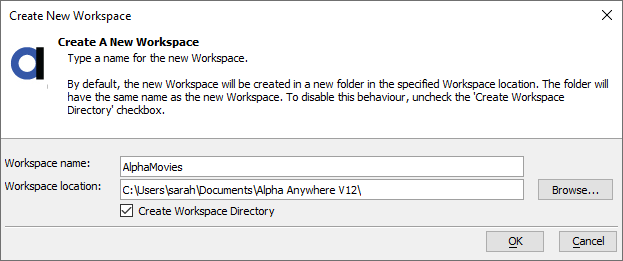 Create New Workspace
Create A New Workspace
Type a name for the new Workspace.
By default, the new Workspace will be created in a new folder in the specified Workspace location. The folder
will have the same name as the new Workspace. To disable this behaviour, uncheck the 'Create Workspace
Directory' checkbox.
Workspace name:
AlphaMovies
Workspace location:
C:\Users\sarah\Documents\Alpha Anywhere V12\
Browse...
Create Workspace Directory
OK
Cancel